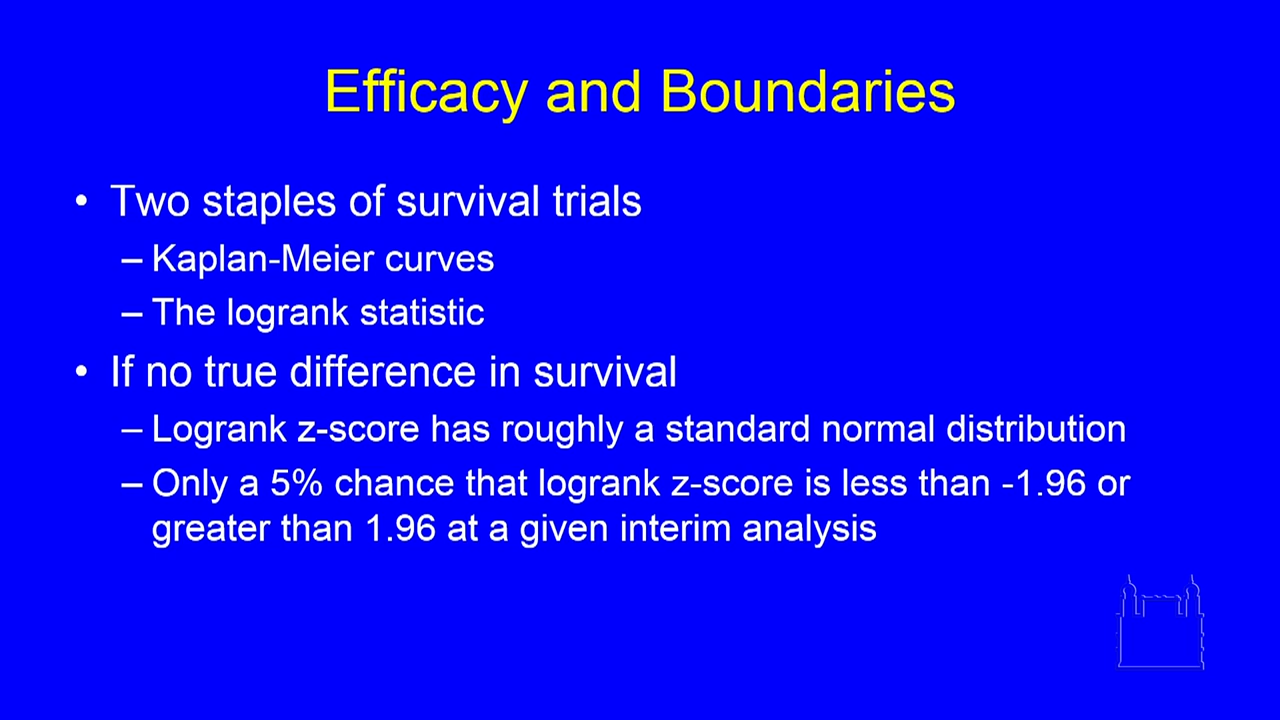 Efficacy and Boundaries
• Two staples of survival trials
– Kaplan-Meier curves
– The logrank statistic
• If no true difference in survival
– Logrank z-score has roughly a standard normal distribution
– Only a 5% chance that logrank z-score is less than -1.96 or
greater than 1.96 at a given interim analysis